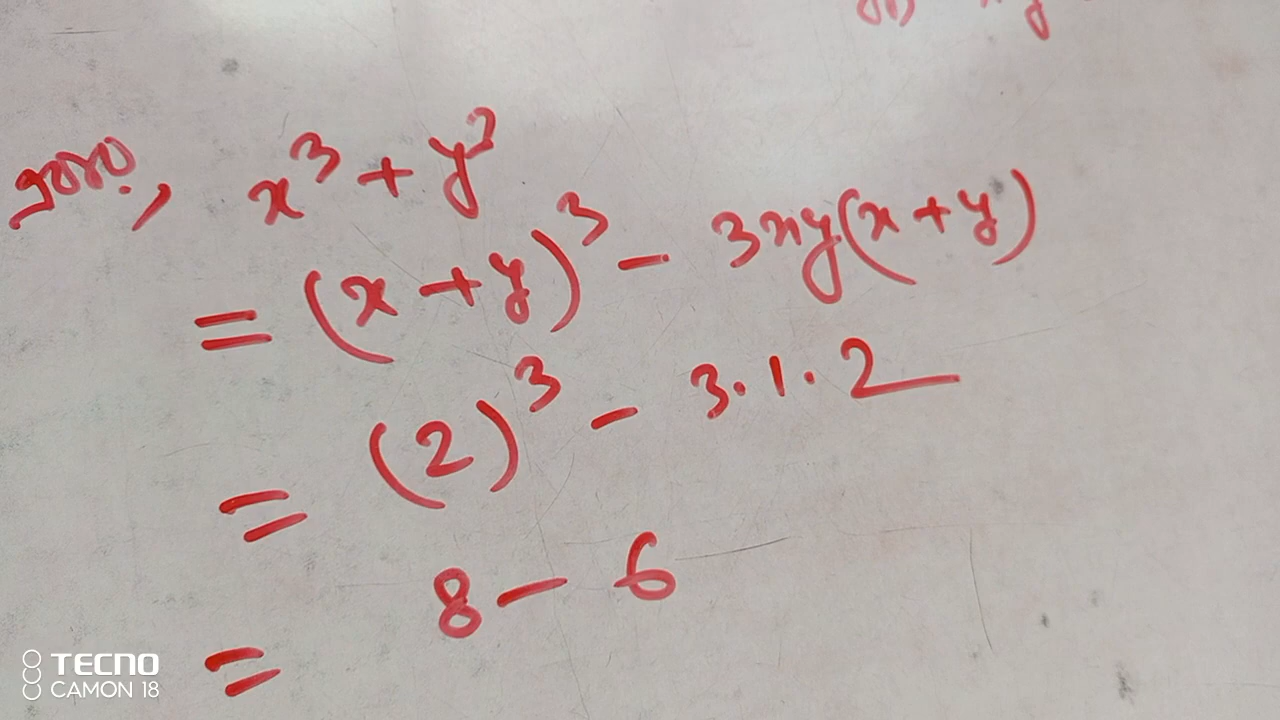 x³ + y³
= (x + y)³ - 3xy(x + y)
= (2)³ - 3.1.2
= 8 - 6
TECNO
CAMON 18